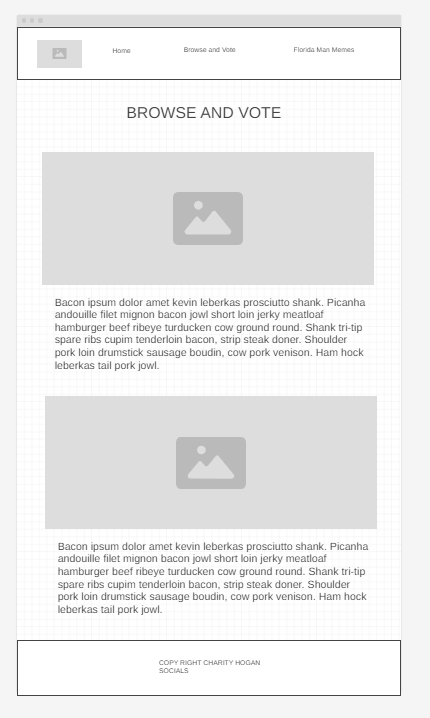 Home
Browse and Vote
Florida Man Memes
BROWSE AND VOTE
Bacon ipsum dolor amet kevin leberkas prosciutto shank. Picanha
andouille filet mignon bacon jowl short loin jerky meatloaf
hamburger beef ribeye turducken cow ground round. Shank tri-tip
spare ribs cupim tenderloin bacon, strip steak doner. Shoulder
pork loin drumstick sausage boudin, cow pork venison. Ham hock
leberkas tail pork jowl.
Bacon ipsum dolor amet kevin leberkas prosciutto shank. Picanha
andouille filet mignon bacon jowl short loin jerky meatloaf
hamburger beef ribeye turducken cow ground round. Shank tri-tip
spare ribs cupim tenderloin bacon, strip steak doner. Shoulder
pork loin drumstick sausage boudin, cow pork venison. Ham hock
leberkas tail pork jowl.
COPY RIGHT CHARITY HOGAN
SOCIALS